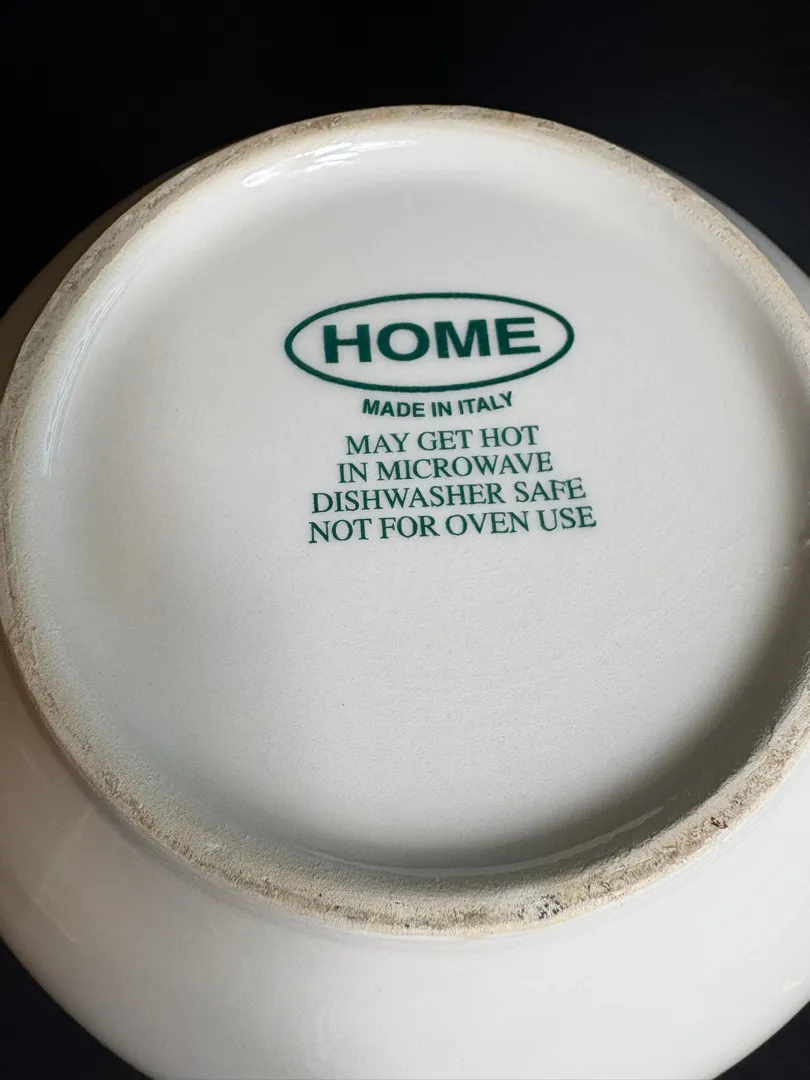 HOME
MADE IN ITALY
MAY GET HOT
IN MICROWAVE
DISHWASHER SAFE
NOT FOR OVEN USE